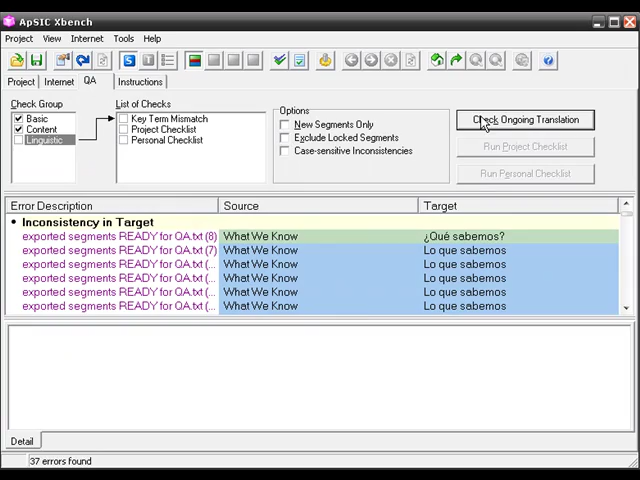 ApSIC Xbench
Project View Internet Tools Help
Project Internet QA Instructions
Check Group
Basic
Content
Linguistic
List of Checks
Key Term Mismatch
Project Checklist
Personal Checklist
Options
New Segments Only
Exclude Locked Segments
Case-sensitive Inconsistencies
Check Ongoing Translation
Run Project Checklist
Run Personal Checklist
Error Description Source Target
Inconsistency in Target
exported segments READY for QA.txt (8) What We Know ¿Qué sabemos?
exported segments READY for QA.txt (7) What We Know Lo que sabemos
exported segments READY for QA.txt (... What We Know Lo que sabemos
exported segments READY for QA.txt (... What We Know Lo que sabemos
exported segments READY for QA.txt (... What We Know Lo que sabemos
exported segments READY for QA.txt (... What We Know Lo que sabemos
Detail
37 errors found